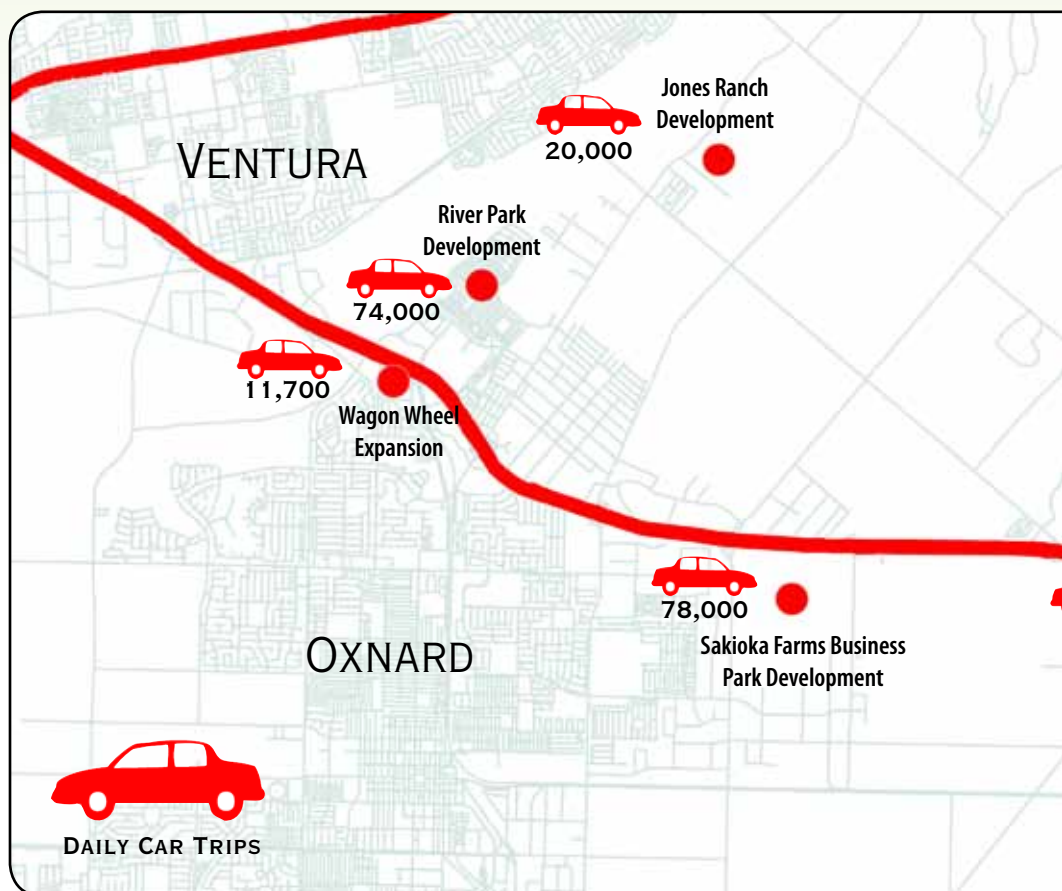 Jones Ranch
Development
20,000
VENTURA
River Park
Development
74,000
11,700
Wagon Wheel
Expansion
78,000
OXNARD
Sakioka Farms Business
Park Development
DAILY CAR TRIPS